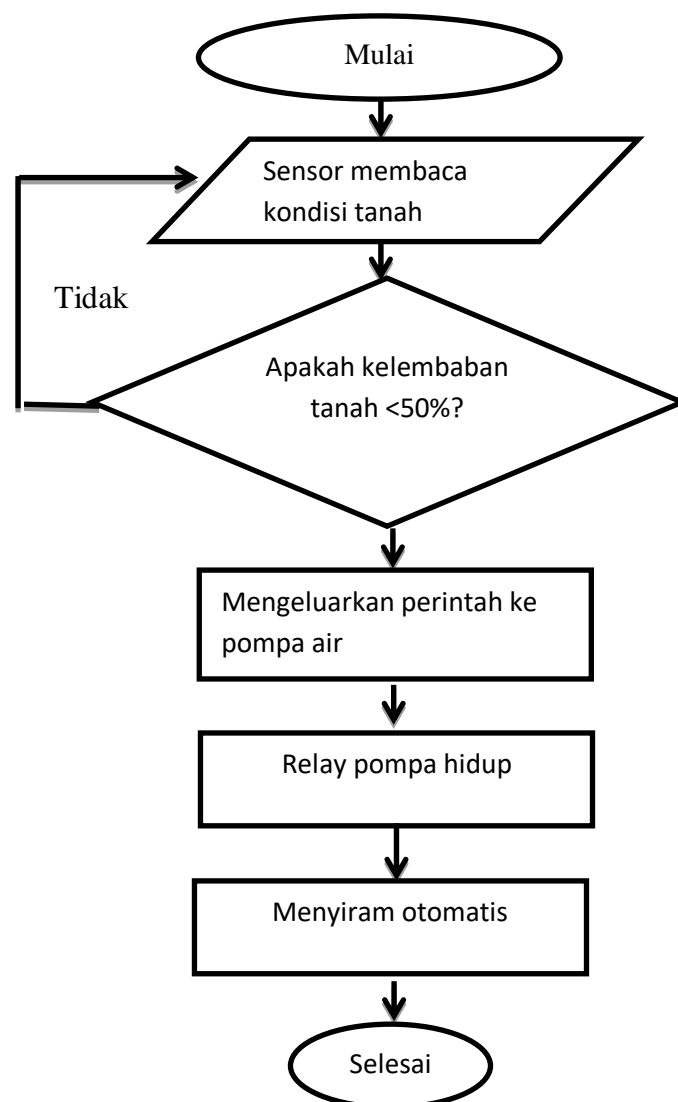 Mulai
Sensor membaca
kondisi tanah
Tidak
Apakah kelembaban
tanah <50%?
Mengeluarkan perintah ke
pompa air
Relay pompa hidup
Menyiram otomatis
Selesai